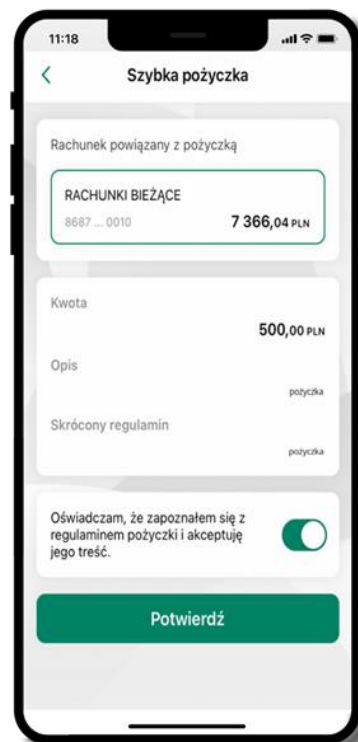 11:18
Szybka pożyczka
Rachunek powiązany z pożyczką
RACHUNKI BIEŻĄCE
8687 ... 0010 7 366,04 PLN
Kwota
500,00 PLN
Opis
pożyczka
Skrócony regulamin
pożyczka
Oświadczam, że zapoznałem się z
regulaminem pożyczki i akceptuję
jego treść.
Potwierdź